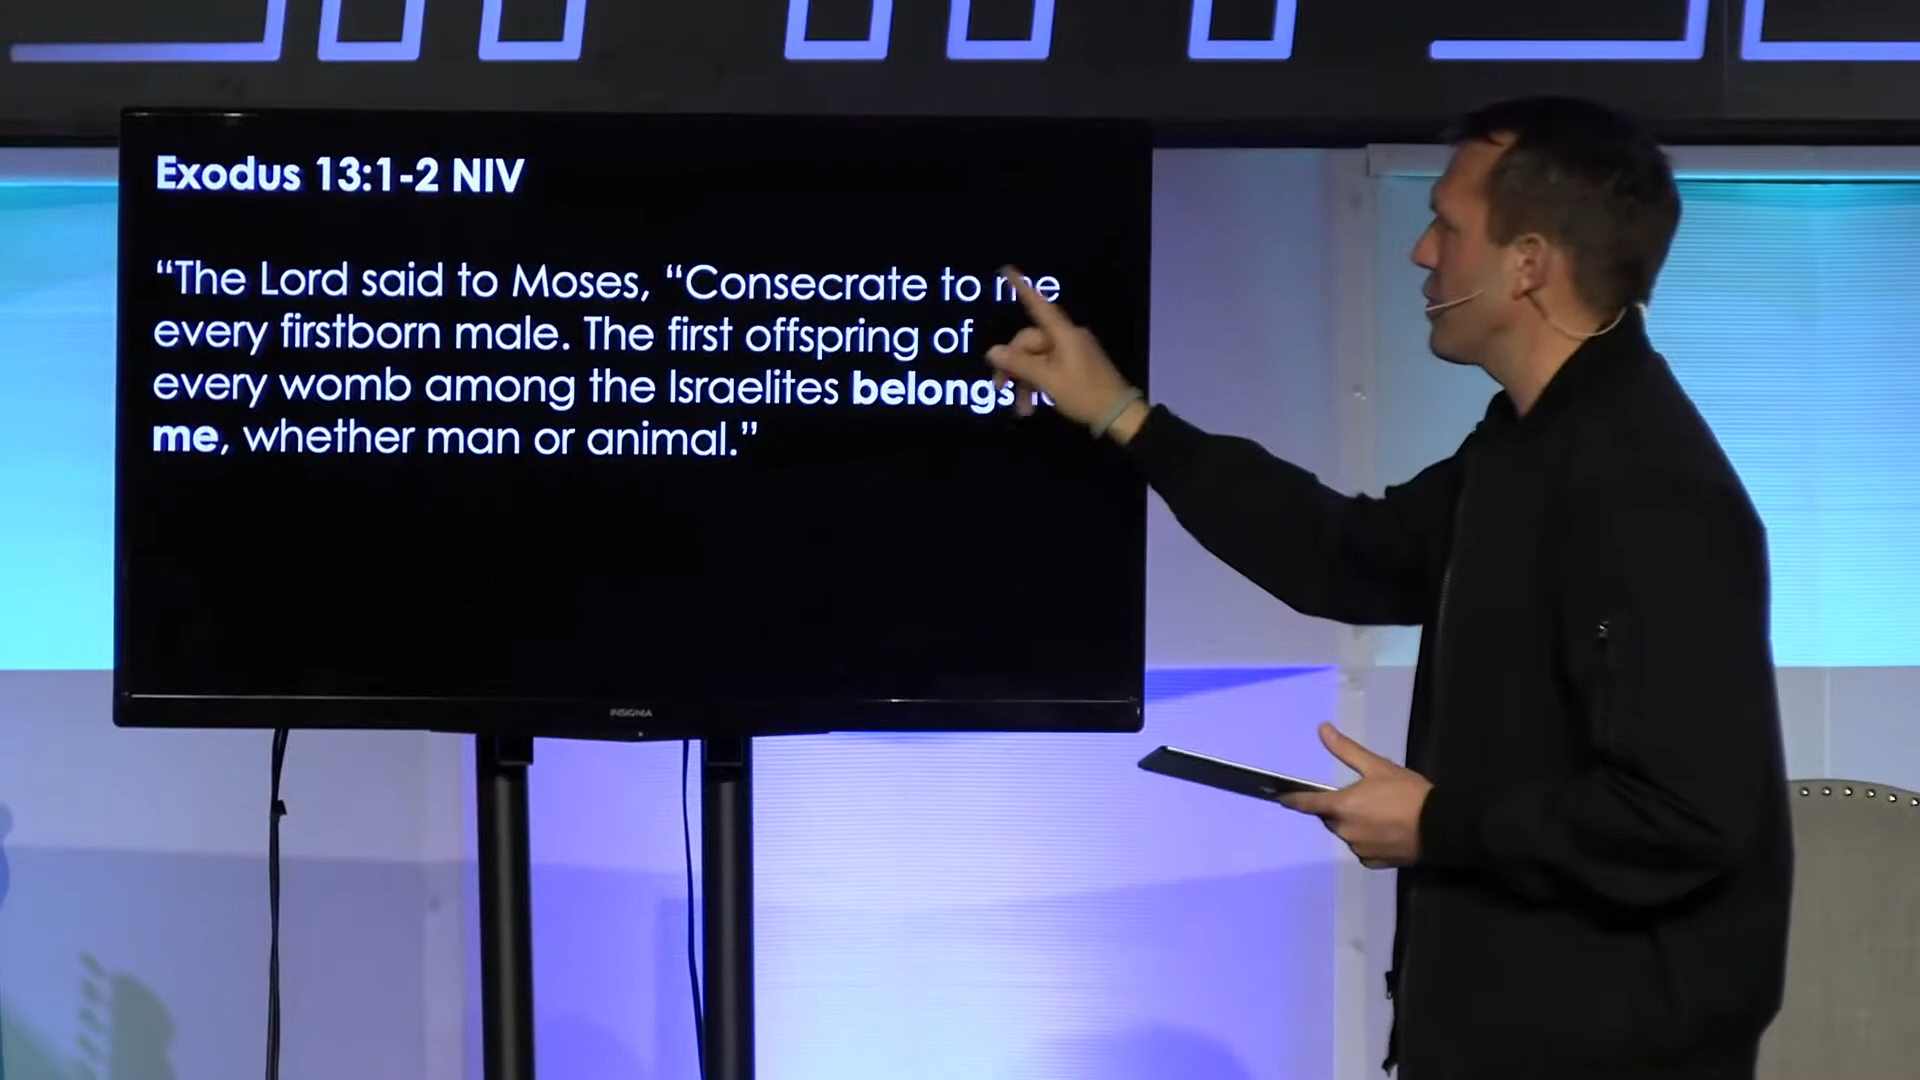 Exodus 13:1-2 NIV
“The Lord said to Moses, “Consecrate to me
every firstborn male. The first offspring of
every womb among the Israelites belongs
me, whether man or animal.”
INSIGNIA